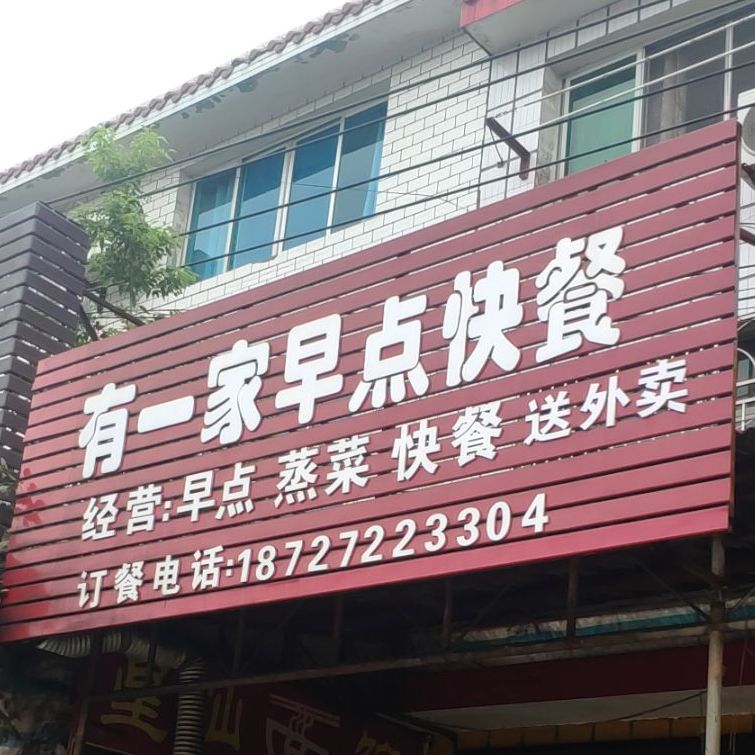 有一家早点快餐
经营:早点 蒸菜 快餐 送外卖
订餐电话:18727223304